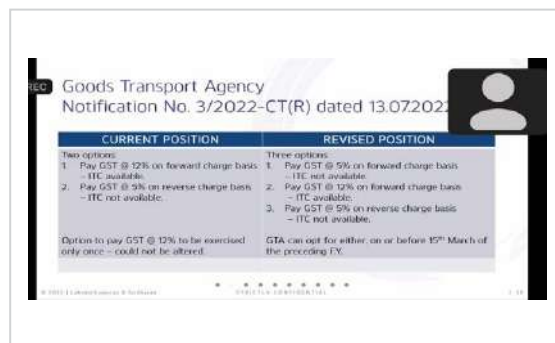 REC
Goods Transport Agency
Notification No. 3/2022-CT(R) dated 13.07.2022
CURRENT POSITION
Two options:
1. Pay GST @ 12% on forward charge basis
– ITC available.
2. Pay GST @ 5% on reverse charge basis
– ITC not available.
Option to pay GST @ 12% to be exercised
only once – could not be altered.
REVISED POSITION
Three options:
1. Pay GST @ 5% on forward charge basis
– ITC not available
2. Pay GST @ 12% on forward charge basis
– ITC available.
3. Pay GST @ 5% on reverse charge basis
– ITC not available.
GTA can opt for either, on or before 15th March of
the preceding FY.
STRICTLY CONFIDENTIAL